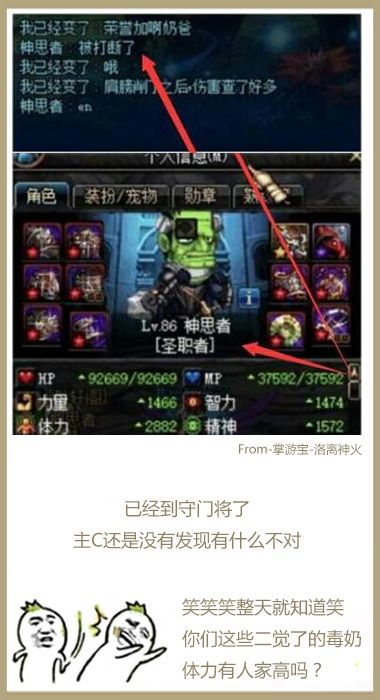 我已经变了：荣誉加啊奶爸
神思者：被打断了
我已经变了：哦
我已经变了：肩膀削门之后,伤害查了好多
神思者：en
个人信息(M)
角色 装扮/宠物 勋章
Lv.86 神思者
[圣职者]
HP 92669/92669 MP 37592/37592
力量 1466 智力 1474
体力 2882 精神 1572
From-掌游宝-洛离神火
已经到守门将了
主C还是没有发现有什么不对
笑笑笑整天就知道笑
你们这些二觉了的毒奶
体力有人家高吗？